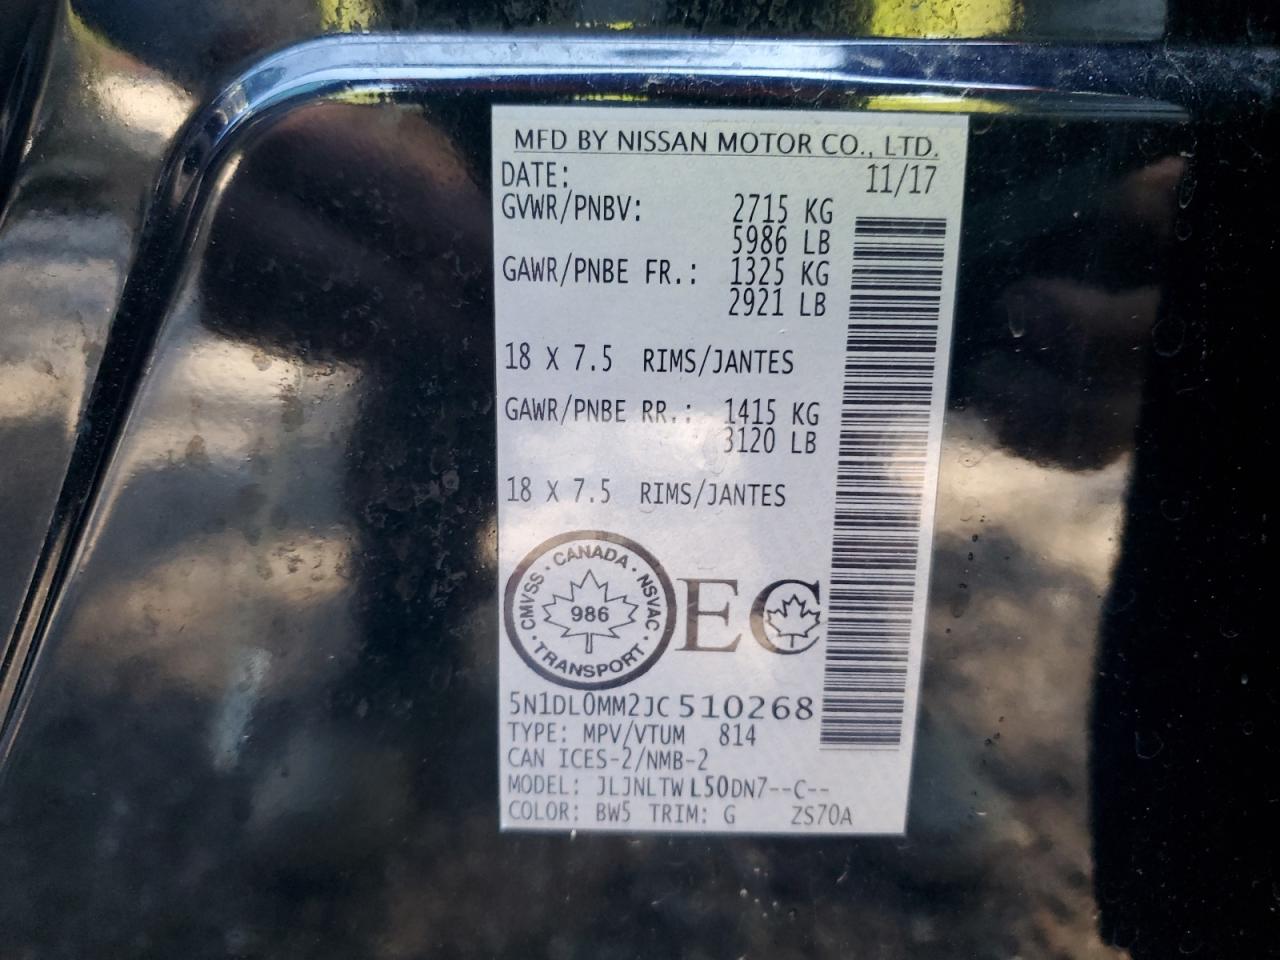 MFD BY NISSAN MOTOR CO., LTD.
DATE: 11/17
GVWR/PNBV: 2715 KG
5986 LB
GAWR/PNBE FR.: 1325 KG
2921 LB
18 X 7.5 RIMS/JANTES
GAWR/PNBE RR.: 1415 KG
3120 LB
18 X 7.5 RIMS/JANTES
CANADA · NSVAC · TRANSPORT · CMVSS ·
986
EC
5N1DL0MM2JC510268
TYPE: MPV/VTUM 814
CAN ICES-2/NMB-2
MODEL: JLJNLTWL50DN7--C--
COLOR: BW5 TRIM: G ZS70A